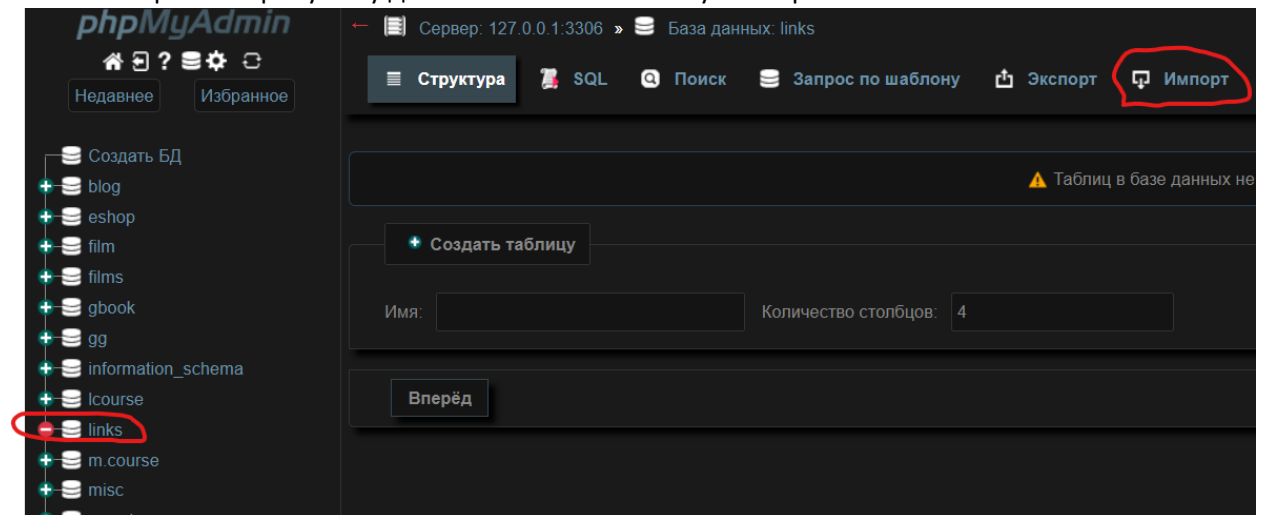 phpMyAdmin
Недавнее Избранное
Создать БД
blog
eshop
film
films
gbook
gg
information_schema
lcourse
links
m.course
misc
Сервер: 127.0.0.1:3306 » База данных: links
Структура SQL Поиск Запрос по шаблону Экспорт Импорт
Таблиц в базе данных не
Создать таблицу
Имя: Количество столбцов: 4
Вперёд